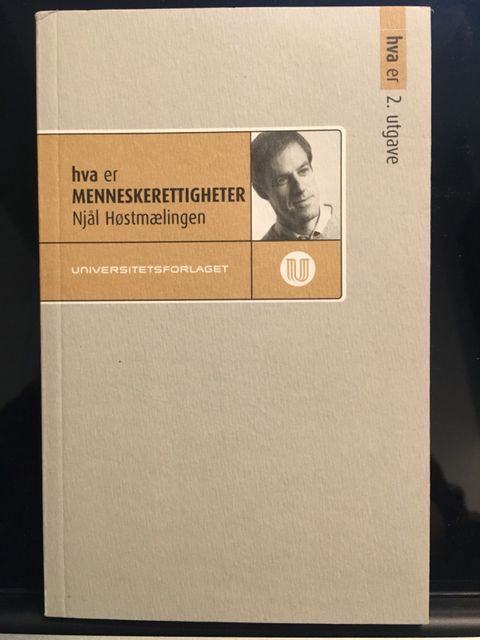 hva er 2. utgave
hva er
MENNESKERETTIGHETER
Njål Høstmælingen
UNIVERSITETSFORLAGET
U